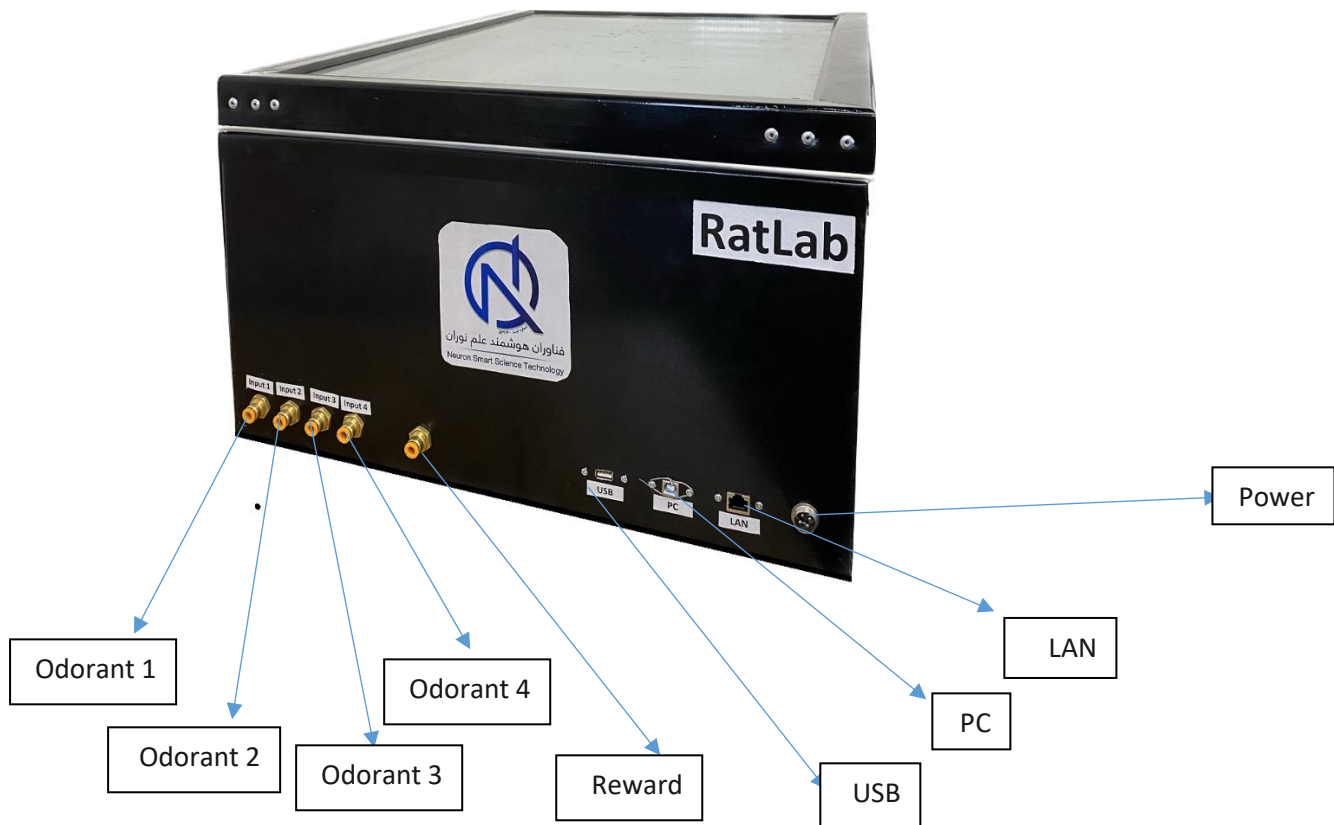 RatLab
فناوران هوشمند علم نوران
Neuron Smart Science Technology
Input 1
Input 2
Input 3
Input 4
USB
PC
LAN
Power
LAN
Odorant 1
Odorant 4
PC
Odorant 2
Odorant 3
Reward
USB